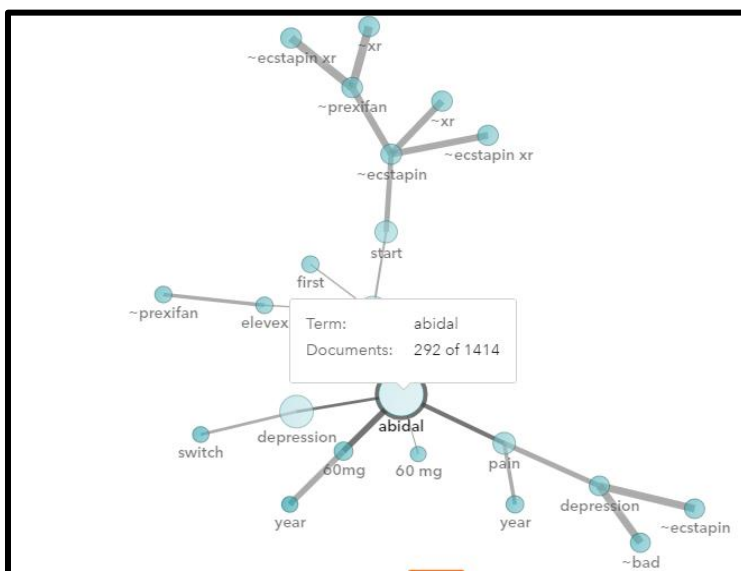 ~xr
~ecstapin xr
~prexifan
~xr
~ecstapin xr
~ecstapin
start
first
~prexifan
elevex
Term: abidal
Documents: 292 of 1414
abidal
depression
switch
60mg
60 mg
pain
year
year
depression
~ecstapin
~bad